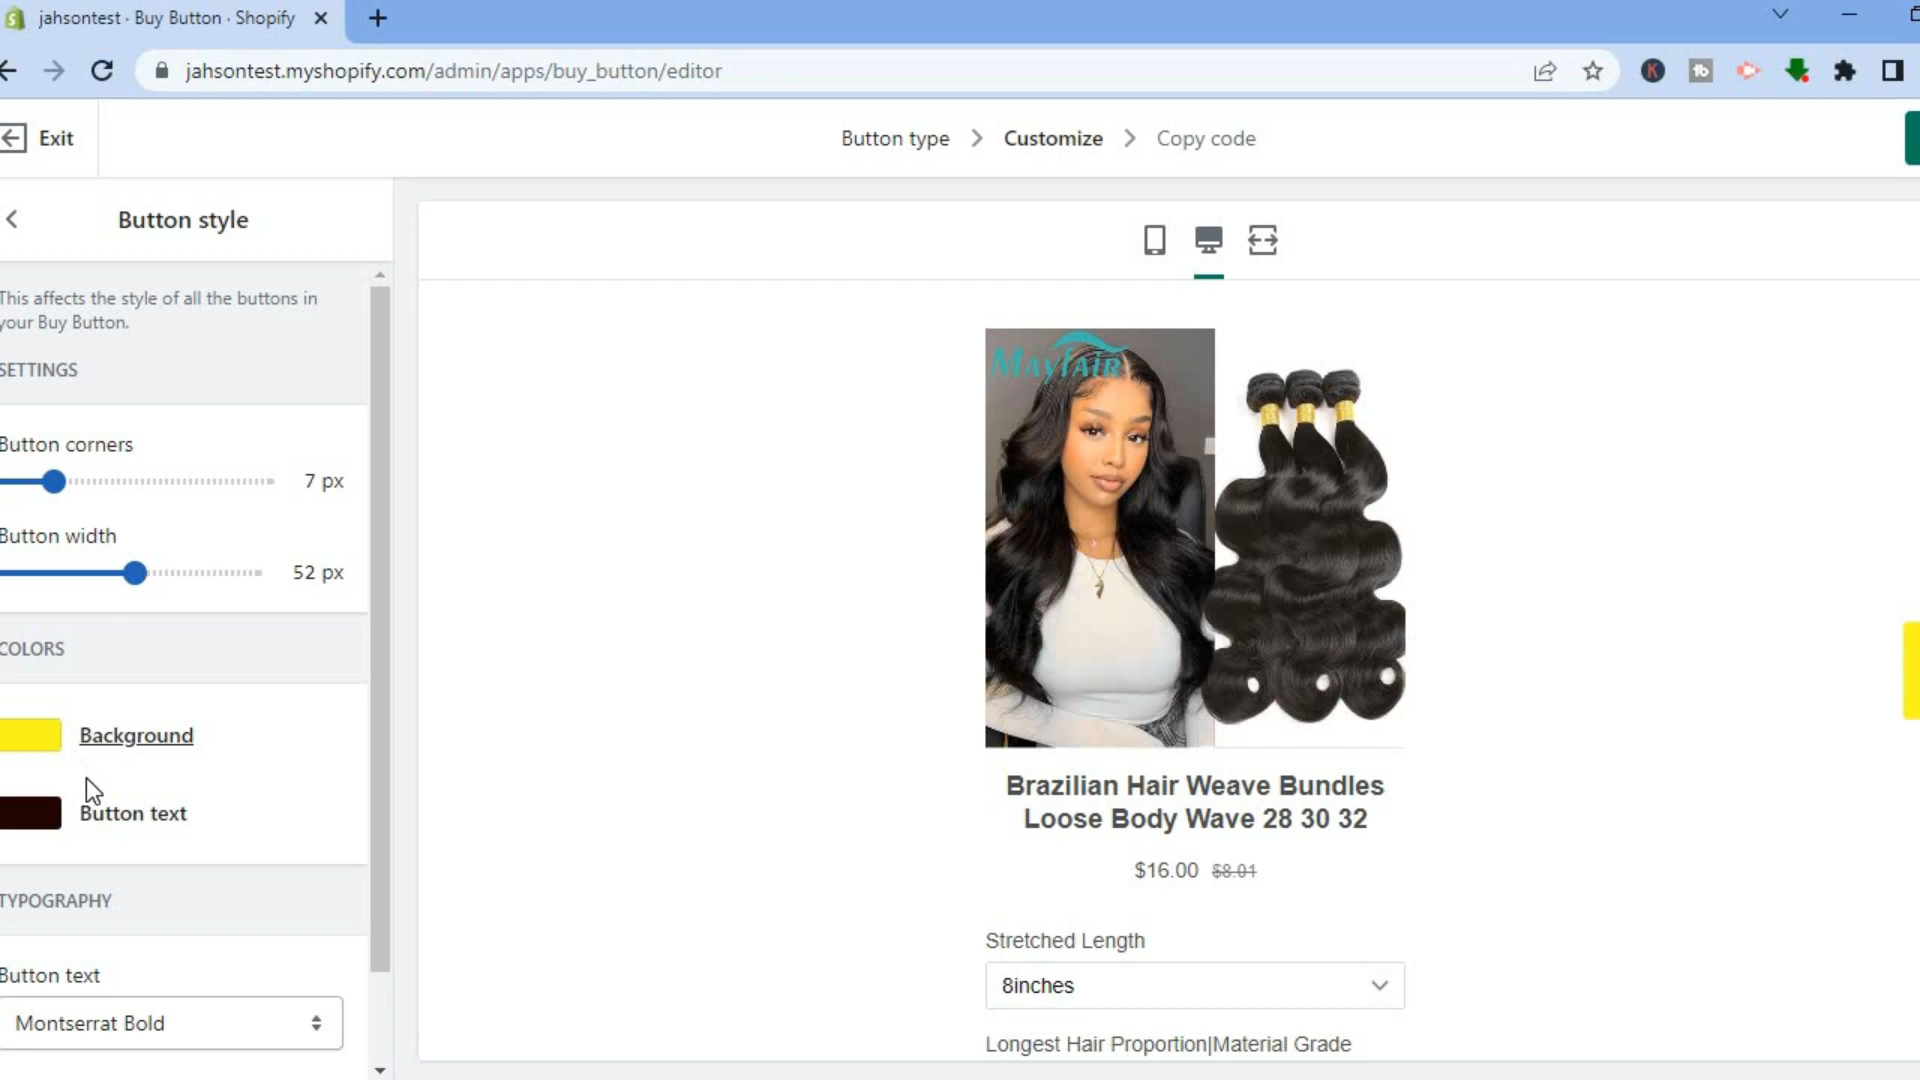 jahsontest · Buy Button · Shopify
jahsontest.myshopify.com/admin/apps/buy_button/editor
K
tb
Exit
Button type
Customize
Copy code
Button style
This affects the style of all the buttons in
your Buy Button.
SETTINGS
Button corners
7 px
Button width
52 px
COLORS
Background
Button text
TYPOGRAPHY
Button text
Montserrat Bold
Mayfair
Brazilian Hair Weave Bundles
Loose Body Wave 28 30 32
$16.00 $8.01
Stretched Length
8inches
Longest Hair Proportion|Material Grade